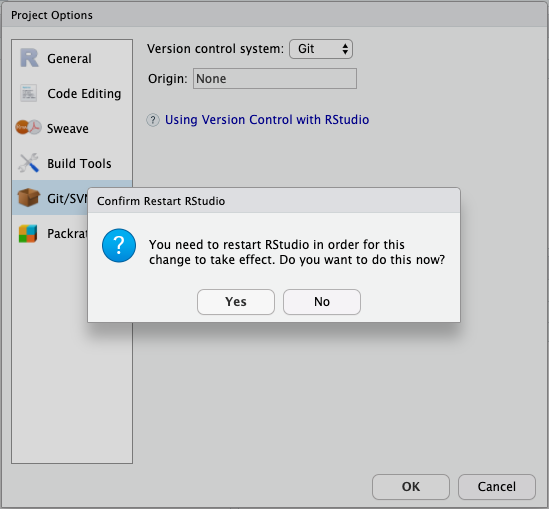 Project Options
General
Code Editing
Sweave
Build Tools
Git/SV
Packra
Version control system: Git
Origin: None
? Using Version Control with RStudio
Confirm Restart RStudio
?
You need to restart RStudio in order for this
change to take effect. Do you want to do this now?
Yes No
OK Cancel